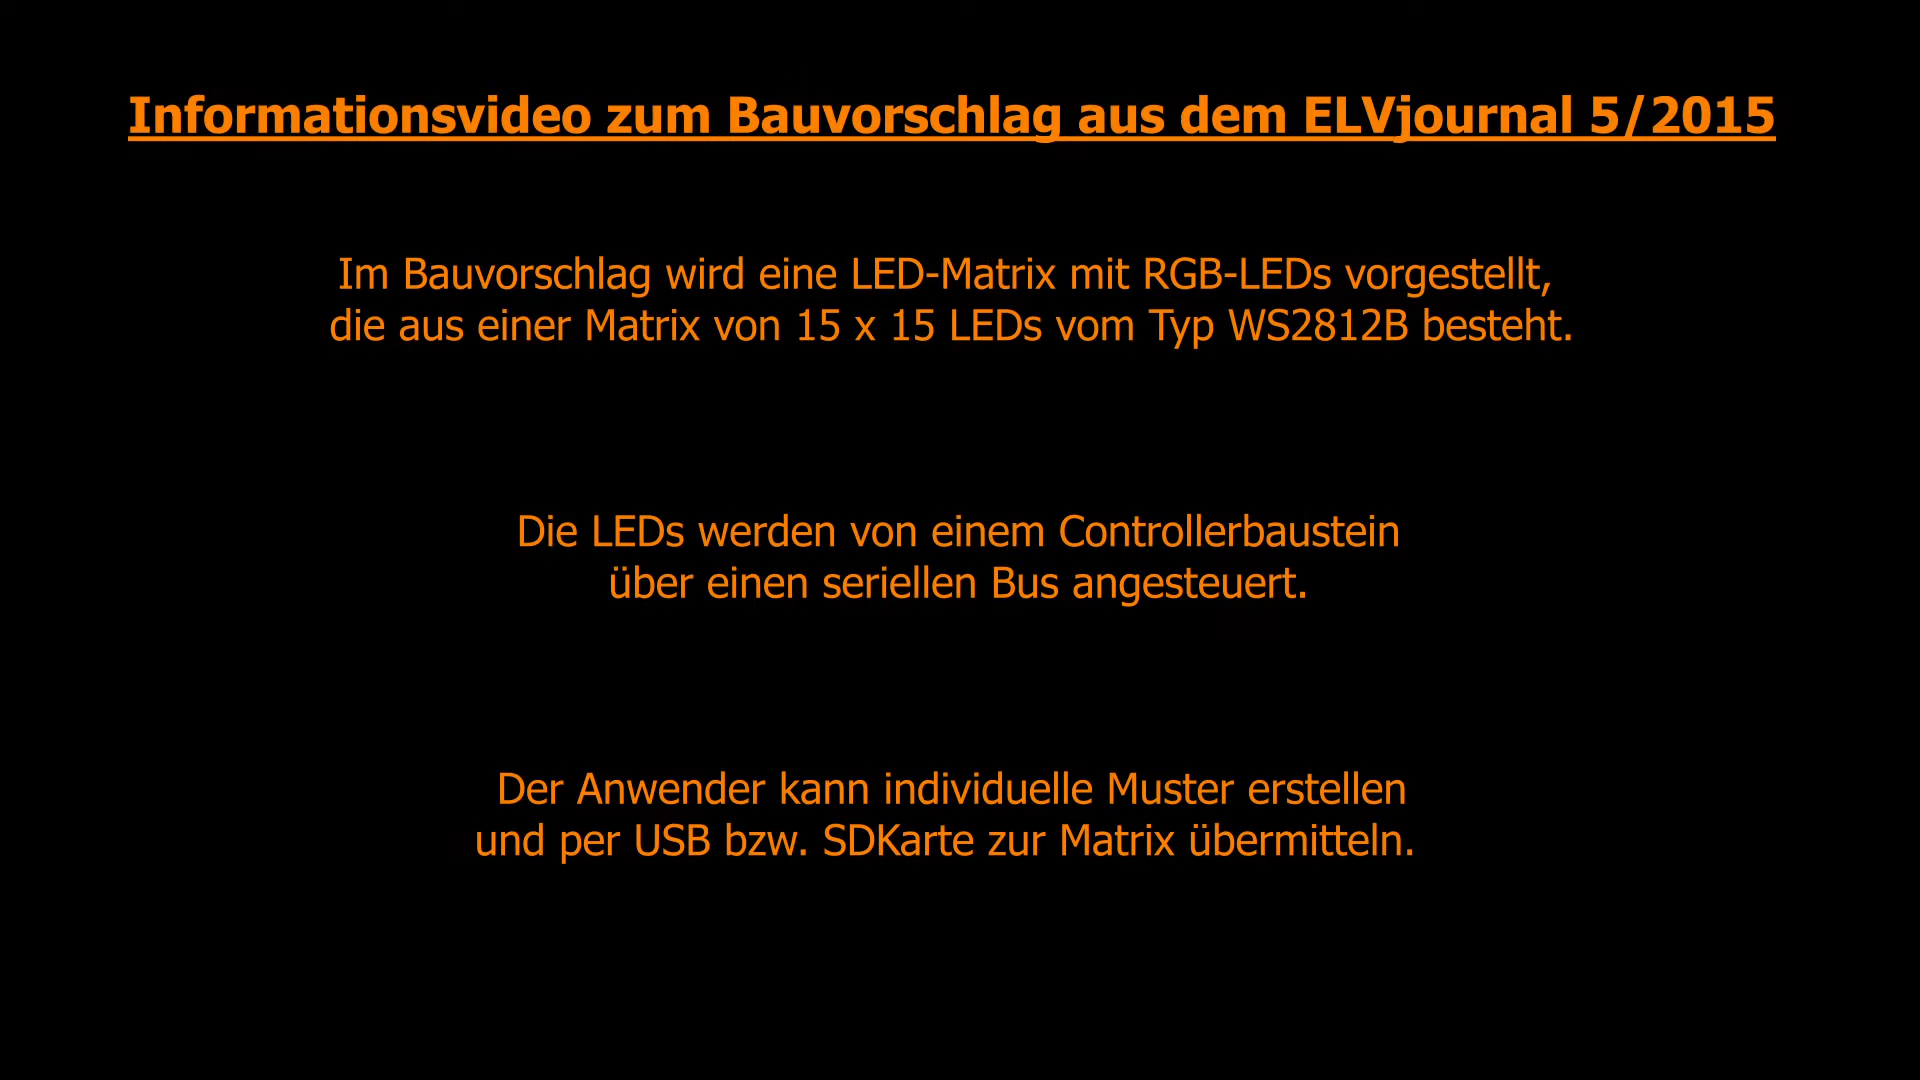 Informationsvideo zum Bauvorschlag aus dem ELVjournal 5/2015
Im Bauvorschlag wird eine LED-Matrix mit RGB-LEDs vorgestellt,
die aus einer Matrix von 15 x 15 LEDs vom Typ WS2812B besteht.
Die LEDs werden von einem Controllerbaustein
über einen seriellen Bus angesteuert.
Der Anwender kann individuelle Muster erstellen
und per USB bzw. SDKarte zur Matrix übermitteln.